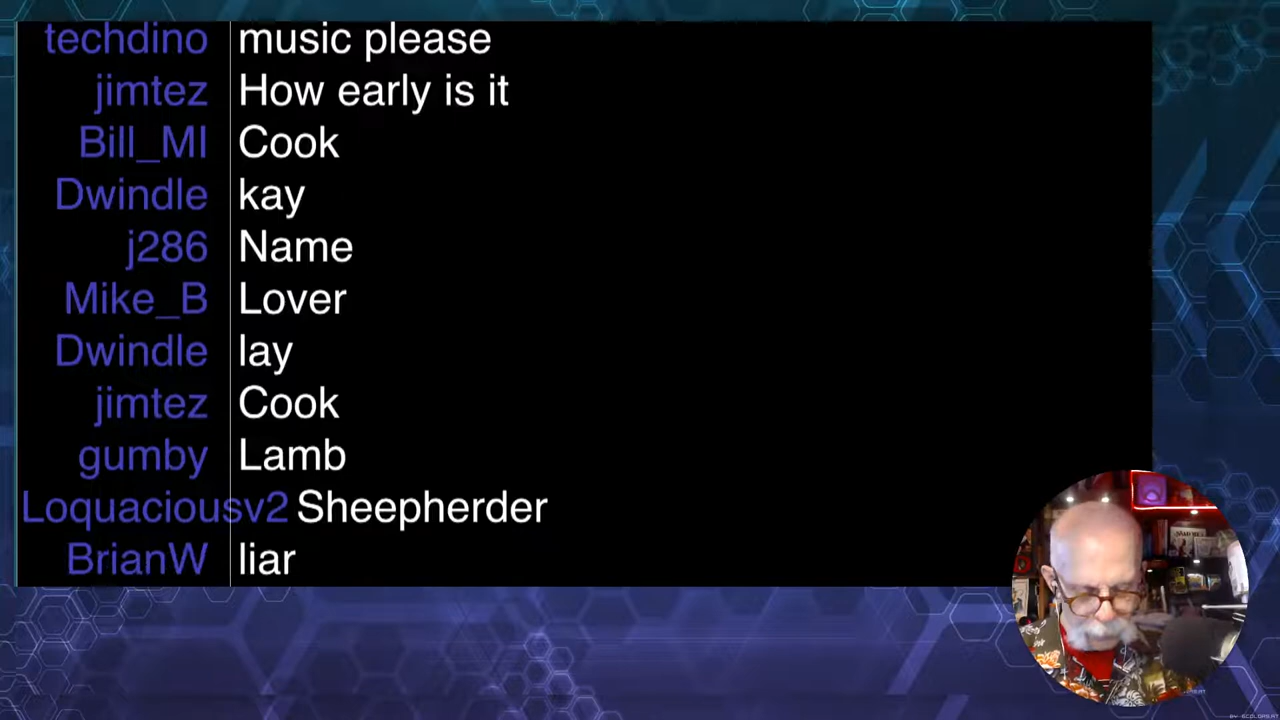 techdino music please
jimtez How early is it
Bill_MI Cook
Dwindle kay
j286 Name
Mike_B Lover
Dwindle lay
jimtez Cook
gumby Lamb
Loquaciousv2 Sheepherder
BrianW liar